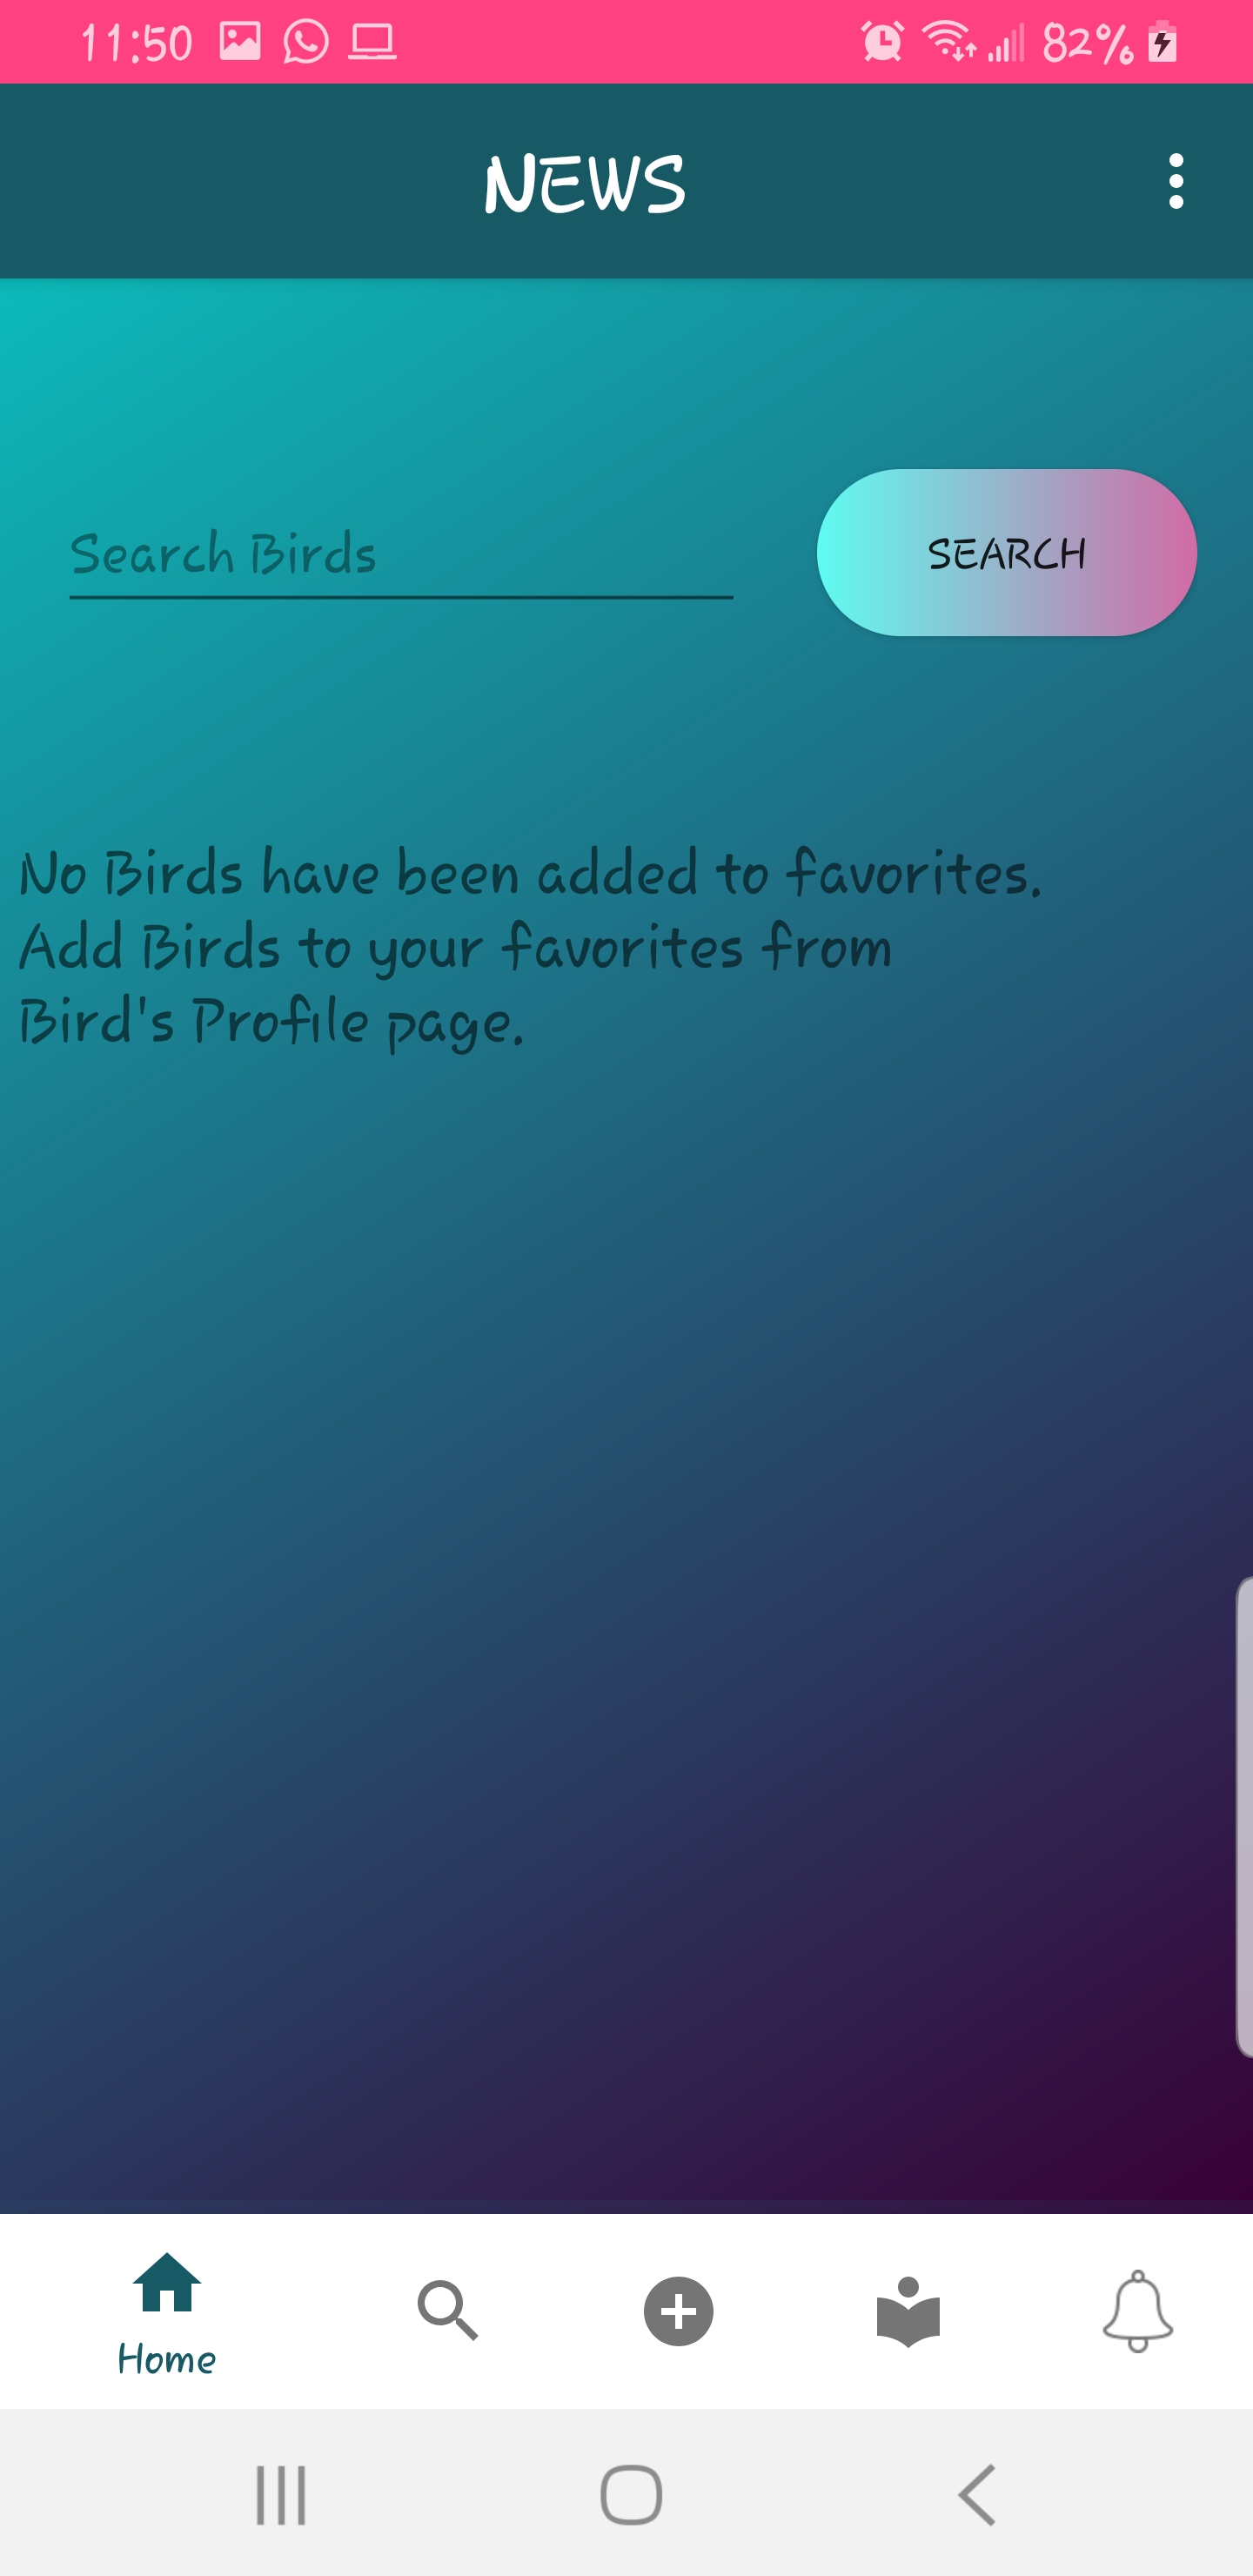 11:50
82%
NEWS
Search Birds
SEARCH
No Birds have been added to favorites.
Add Birds to your favorites from
Bird's Profile page.
Home